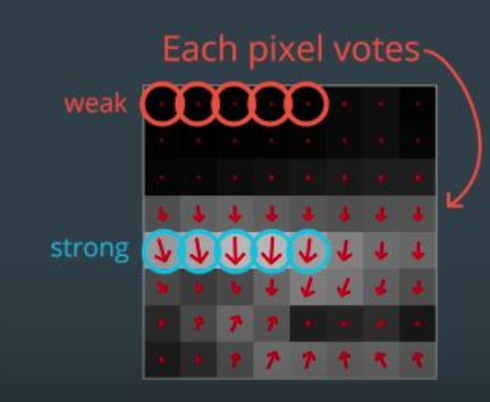 Each pixel votes
weak
strong